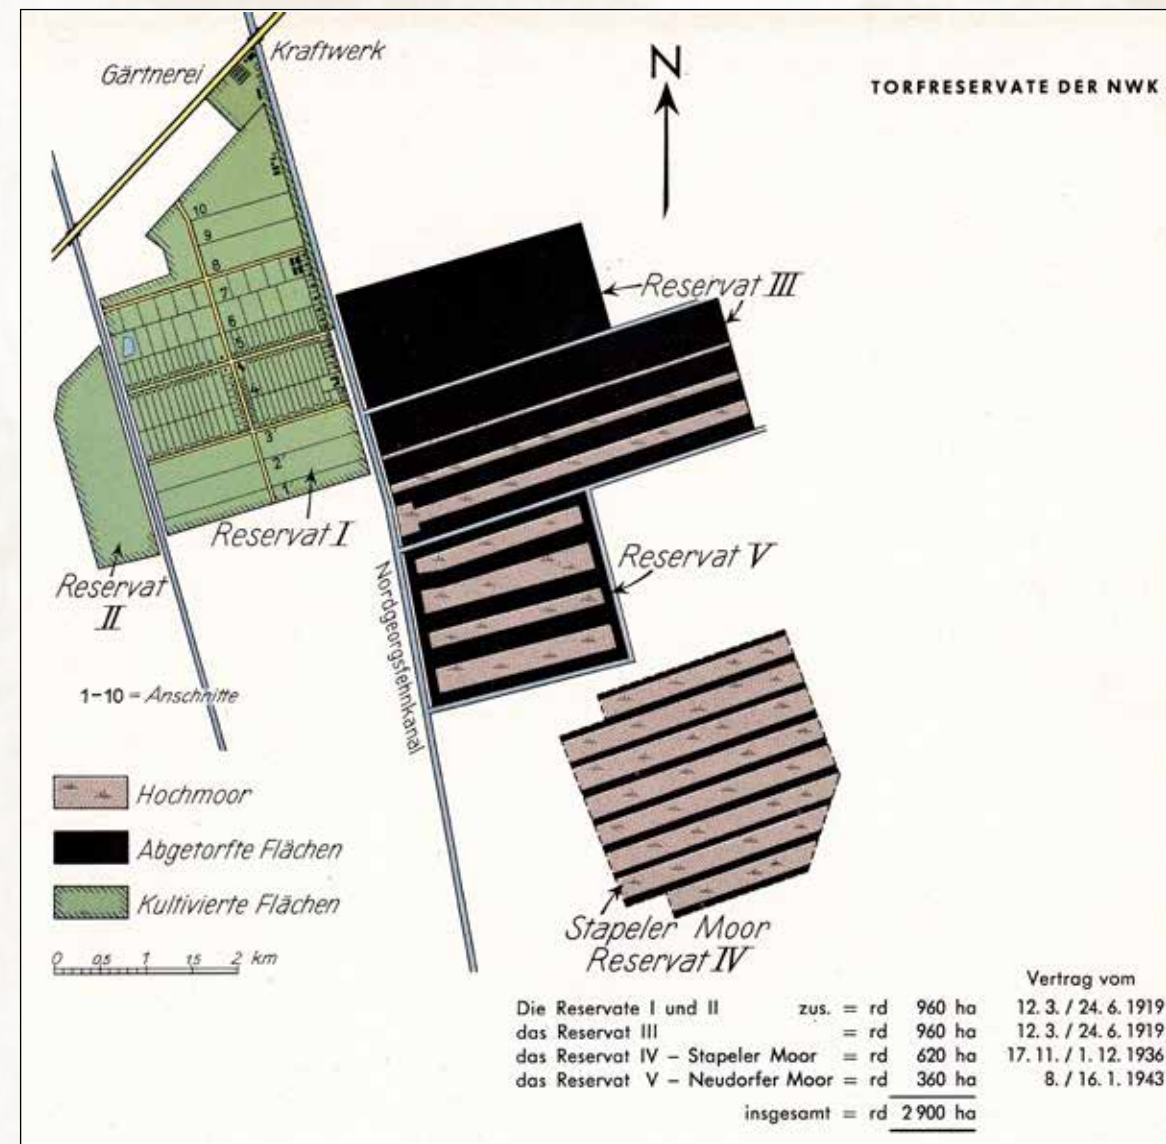 Kraftwerk
Gärtnerei
N
TORFRESERVATE DER NWK
10
9
8
7
6
5
4
4
3
2
1
Reservat III
Reservat I
Reservat II
Reservat V
Nordgeorgsfehnkanal
1-10 = Anschnitte
Hochmoor
Abgetorfte Flächen
Kultivierte Flächen
0 0,5 1 1,5 2 km
Stapeler Moor
Reservat IV
Vertrag vom
Die Reservate I und II zus. = rd 960 ha 12. 3. / 24. 6. 1919
das Reservat III = rd 960 ha 12. 3. / 24. 6. 1919
das Reservat IV – Stapeler Moor = rd 620 ha 17. 11. / 1. 12. 1936
das Reservat V – Neudorfer Moor = rd 360 ha 8. / 16. 1. 1943
insgesamt = rd 2 900 ha